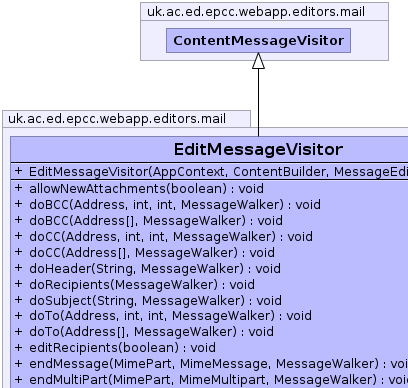 uk.ac.ed.epcc.webapp.editors.mail
ContentMessageVisitor
uk.ac.ed.epcc.webapp.editors.mail
EditMessageVisitor
+ EditMessageVisitor(AppContext, ContentBuilder, MessageEdi
+ allowNewAttachments(boolean) : void
+ doBCC(Address, int, int, MessageWalker) : void
+ doBCC(Address[], MessageWalker) : void
+ doCC(Address, int, int, MessageWalker) : void
+ doCC(Address[], MessageWalker) : void
+ doHeader(String, MessageWalker) : void
+ doRecipients(MessageWalker) : void
+ doSubject(String, MessageWalker) : void
+ doTo(Address, int, int, MessageWalker) : void
+ doTo(Address[], MessageWalker) : void
+ editRecipients(boolean) : void
+ endMessage(MimePart, MimeMessage, MessageWalker) : voi
+ endMultiPart(MimePart, MimeMultipart, MessageWalker) : v